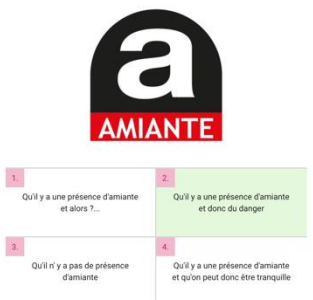 a
AMIANTE
1.
Qu'il y a une présence d'amiante
et alors ?...
2.
Qu'il y a une présence d'amiante
et donc du danger
3.
Qu'il n' y a pas de présence
d'amiante
4.
Qu'il y a une présence d'amiante
et qu'on peut donc être tranquille